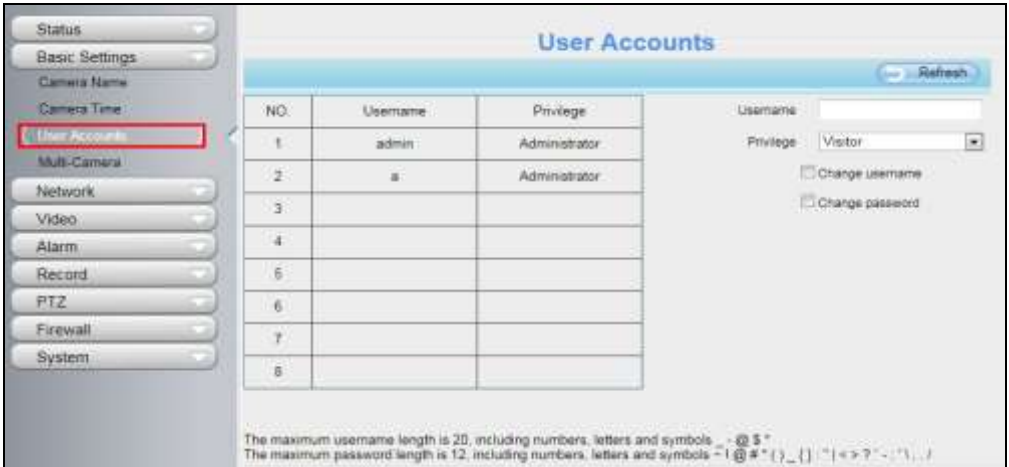 Status
Basic Settings
Camera Name
Camera Time
User Accounts
Multi-Camera
Network
Video
Alarm
Record
PTZ
Firewall
System
User Accounts
Refresh
NO. Username Privilege
1 admin Administrator
2 a Administrator
3
4
5
6
7
8
Username
Privilege Visitor
Change username
Change password
The maximum username length is 20, including numbers, letters and symbols _ - @ $ *
The maximum password length is 12, including numbers, letters and symbols